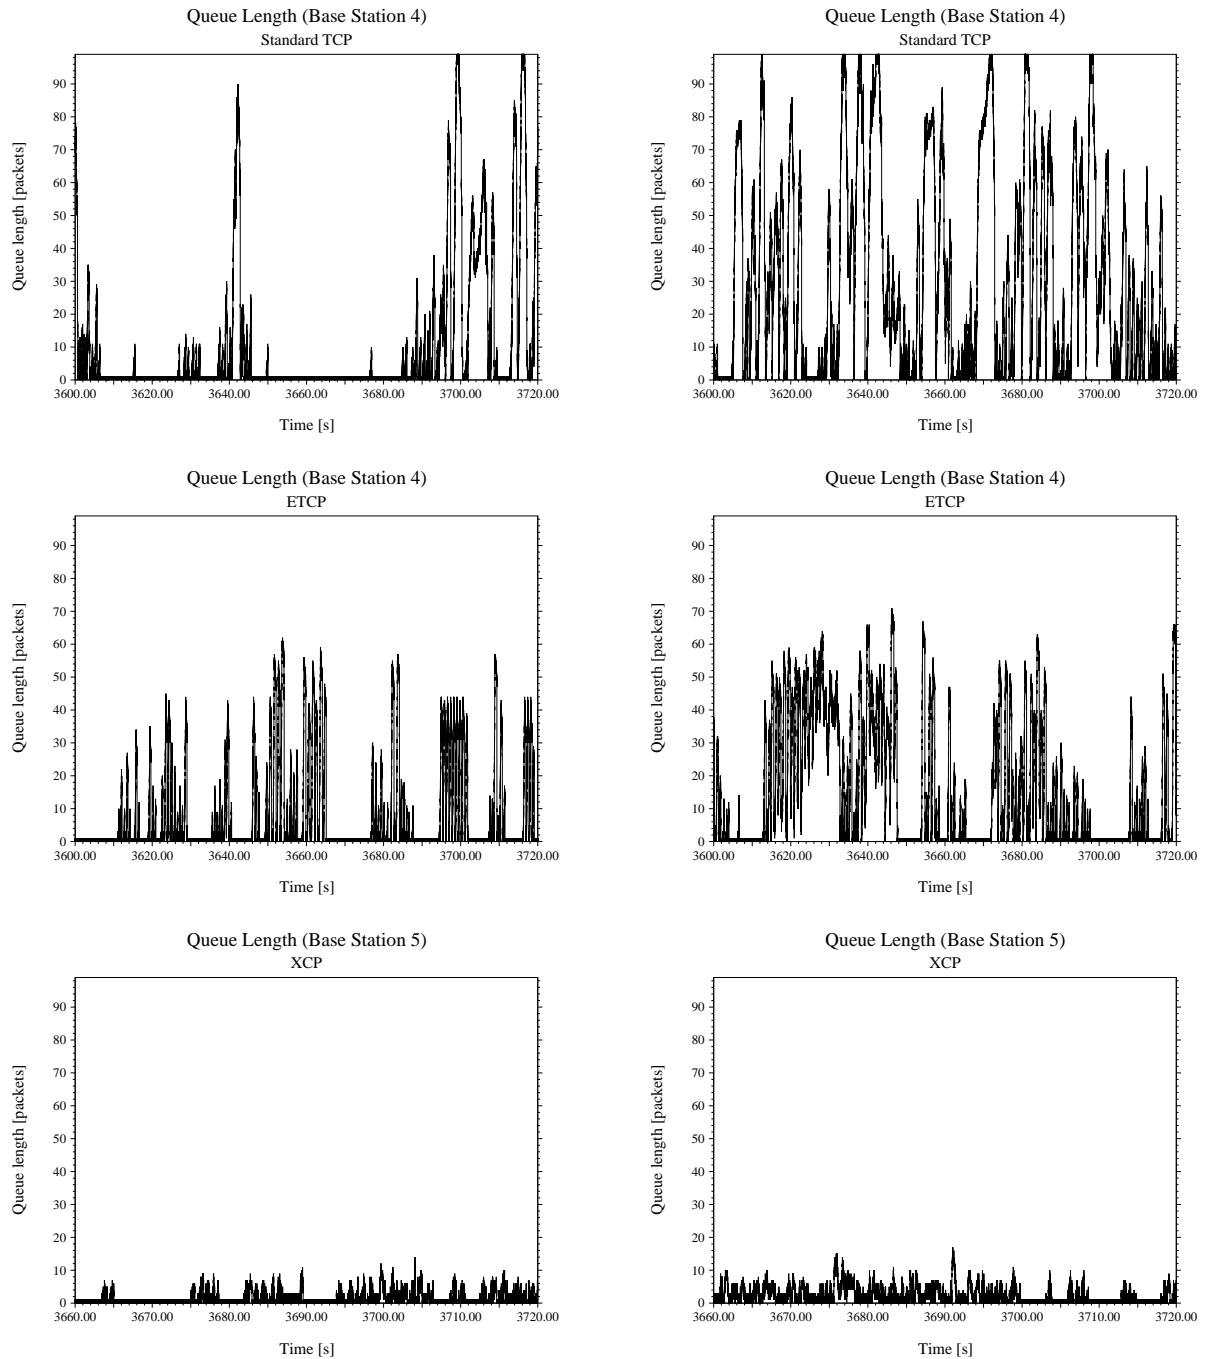 Queue Length (Base Station 4)
Standard TCP
90
80
70
60
50
40
30
20
10
0
Queue length [packets]
3600.00 3620.00 3640.00 3660.00 3680.00 3700.00 3720.00
Time [s]
Queue Length (Base Station 4)
Standard TCP
90
80
70
60
50
40
30
20
10
0
Queue length [packets]
3600.00 3620.00 3640.00 3660.00 3680.00 3700.00 3720.00
Time [s]
Queue Length (Base Station 4)
ETCP
90
80
70
60
50
40
30
20
10
0
Queue length [packets]
3600.00 3620.00 3640.00 3660.00 3680.00 3700.00 3720.00
Time [s]
Queue Length (Base Station 4)
ETCP
90
80
70
60
50
40
30
20
10
0
Queue length [packets]
3600.00 3620.00 3640.00 3660.00 3680.00 3700.00 3720.00
Time [s]
Queue Length (Base Station 5)
XCP
90
80
70
60
50
40
30
20
10
0
Queue length [packets]
3660.00 3670.00 3680.00 3690.00 3700.00 3710.00 3720.00
Time [s]
Queue Length (Base Station 5)
XCP
90
80
70
60
50
40
30
20
10
0
Queue length [packets]
3660.00 3670.00 3680.00 3690.00 3700.00 3710.00 3720.00
Time [s]